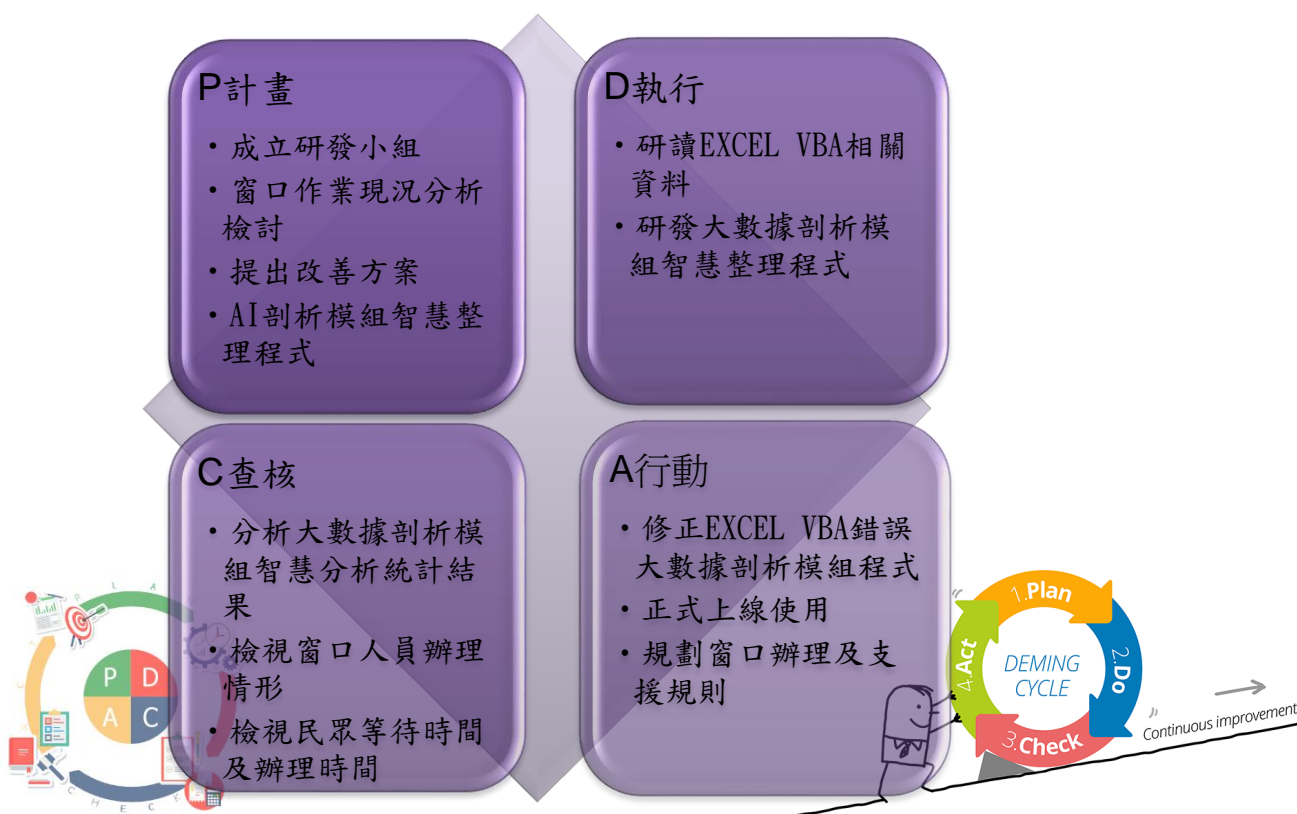 P計畫
・成立研發小組
・窗口作業現況分析
檢討
・提出改善方案
・AI剖析模組智慧整
理程式
D執行
・研讀EXCEL VBA相關
資料
・研發大數據剖析模
組智慧整理程式
C查核
・分析大數據剖析模
組智慧分析統計結
果
・檢視窗口人員辦理
情形
・檢視民眾等待時間
及辦理時間
A行動
・修正EXCEL VBA錯誤
大數據剖析模組程式
・正式上線使用
・規劃窗口辦理及支
援規則
P D
A C
CHECK
1.Plan
2.Do
3.Check
4.Act
DEMING
CYCLE
Continuous improvement